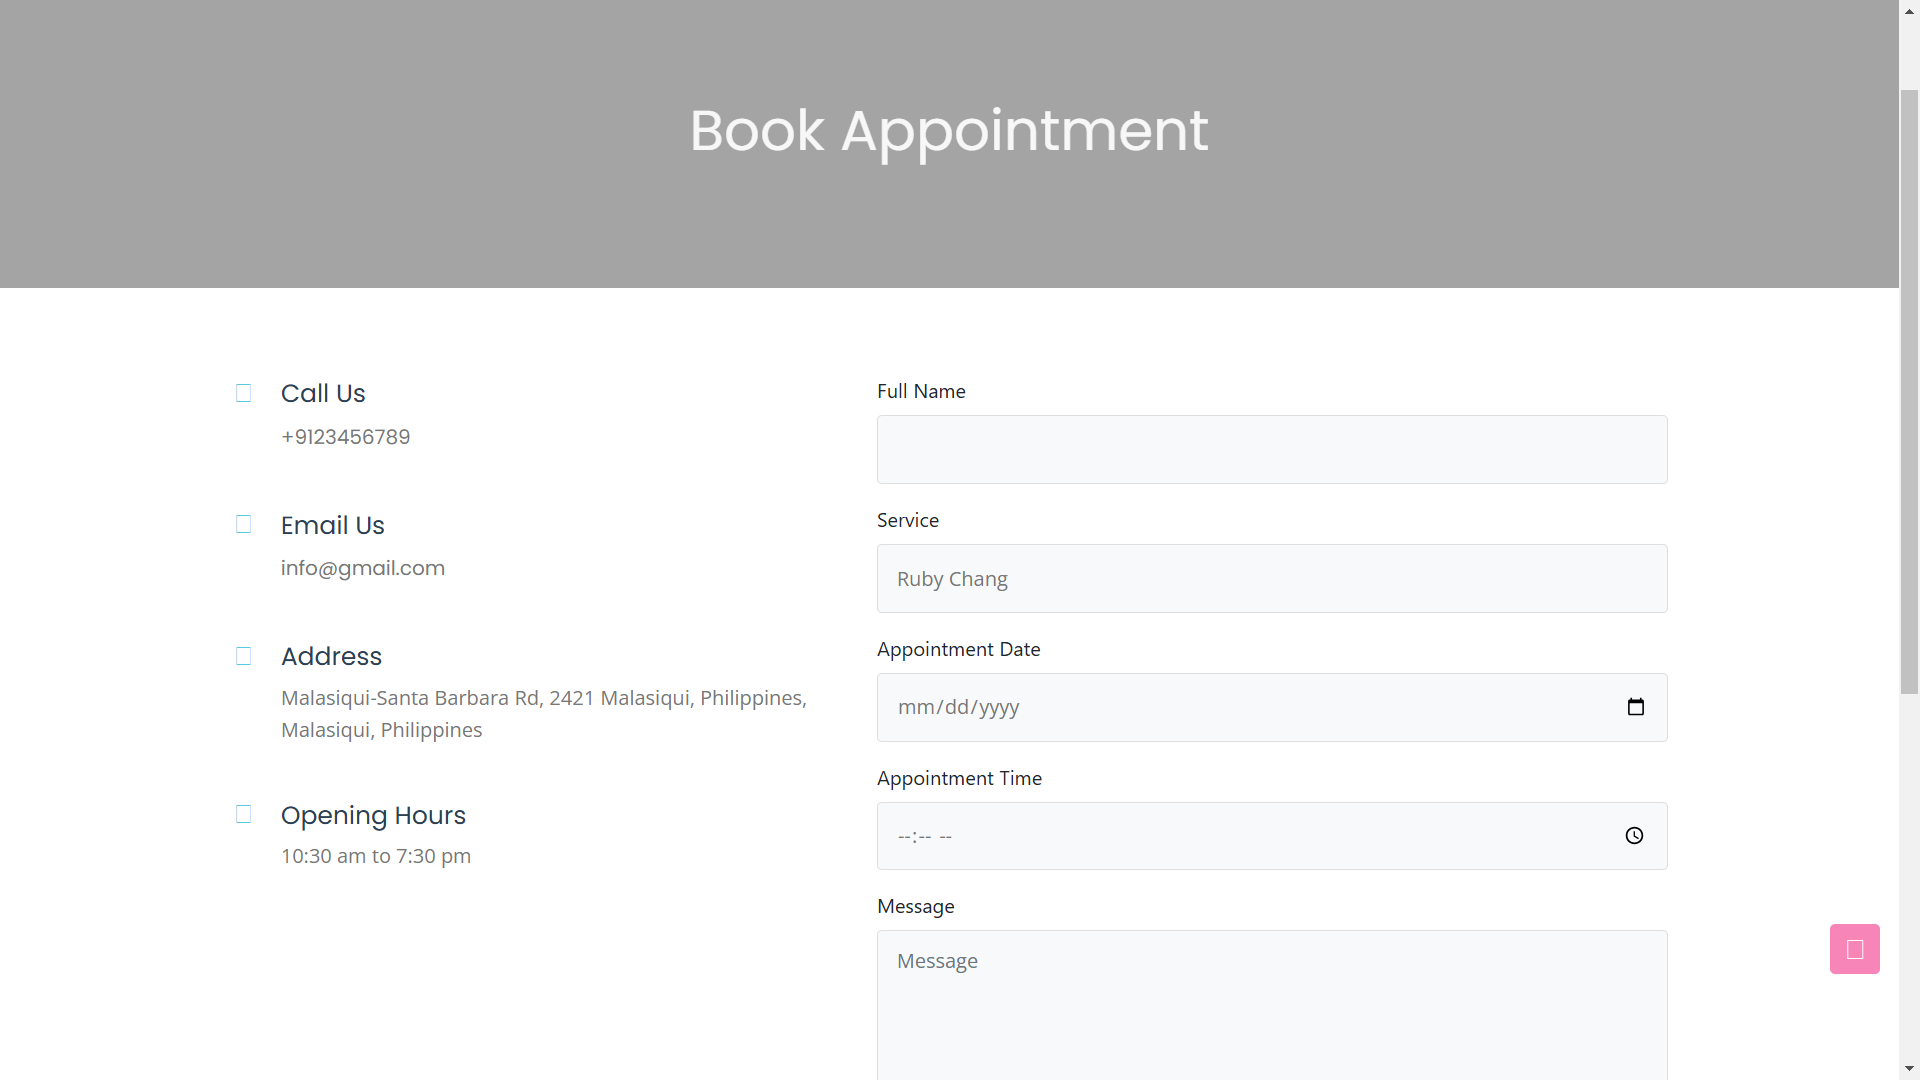 Book Appointment
Call Us
+9123456789
Email Us
info@gmail.com
Address
Malasiqui-Santa Barbara Rd, 2421 Malasiqui, Philippines,
Malasiqui, Philippines
Opening Hours
10:30 am to 7:30 pm
Full Name
Service
Ruby Chang
Appointment Date
mm/dd/yyyy
Appointment Time
--:-- --
Message
Message